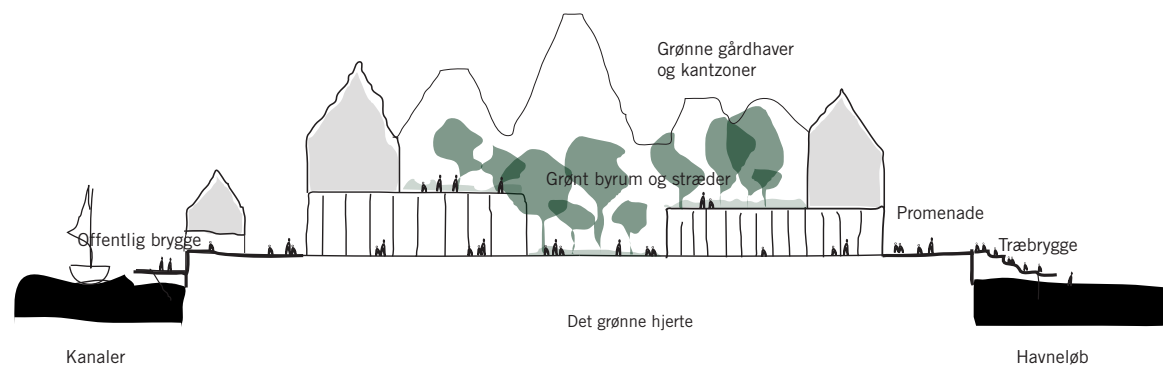 Grønne gårdhaver
og kantzoner
Grønt byrum og stræder
Promenade
Offentlig brygge
Træbrygge
Det grønne hjerte
Kanaler
Havneløb